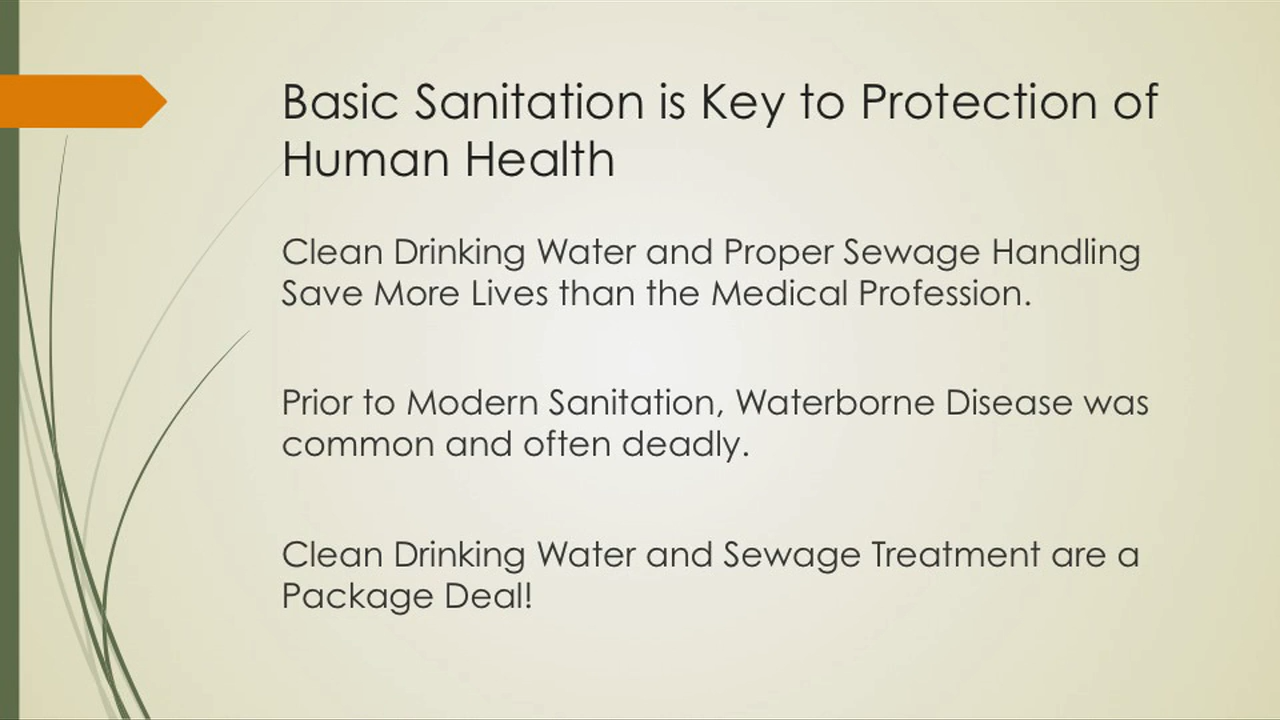 Basic Sanitation is Key to Protection of
Human Health
Clean Drinking Water and Proper Sewage Handling
Save More Lives than the Medical Profession.
Prior to Modern Sanitation, Waterborne Disease was
common and often deadly.
Clean Drinking Water and Sewage Treatment are a
Package Deal!